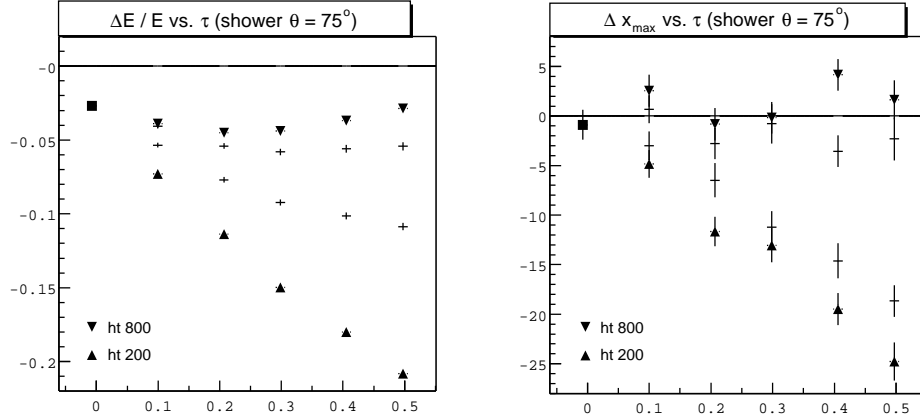 ΔE / E vs. τ (shower θ = 75°)
-0
-0.05
-0.1
-0.15
-0.2
ht 800
ht 200
0 0.1 0.2 0.3 0.4 0.5
Δ x_max vs. τ (shower θ = 75°)
5
0
-5
-10
-15
-20
-25
ht 800
ht 200
0 0.1 0.2 0.3 0.4 0.5